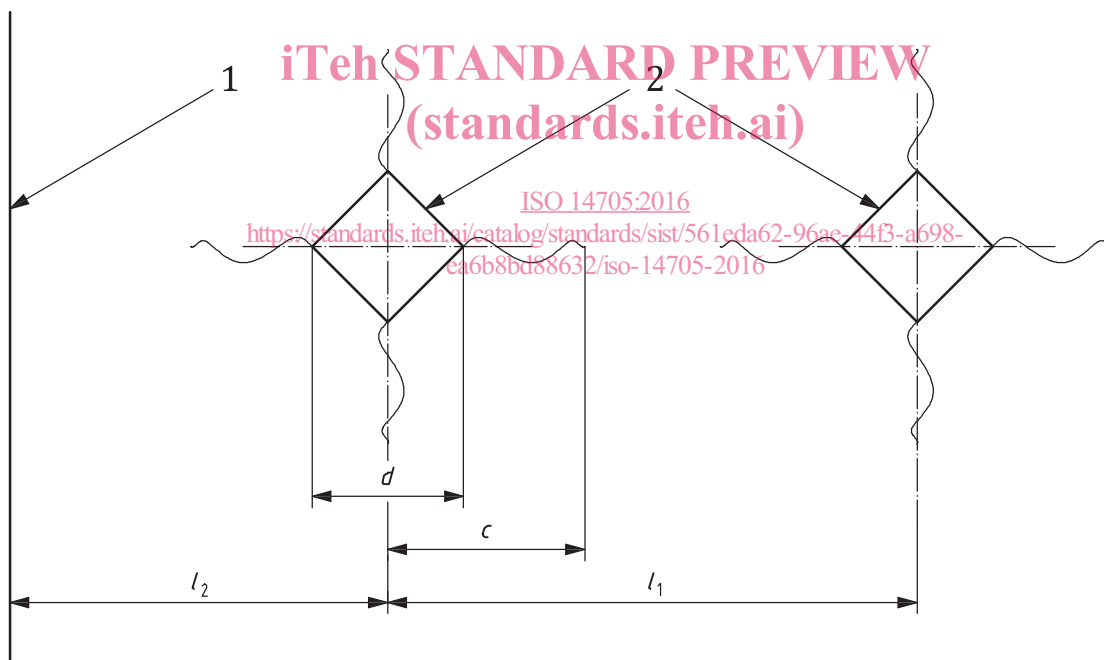 iTeh STANDARD PREVIEW
1
2
(standards.iteh.ai)
ISO 14705:2016
https://standards.iteh.ai/catalog/standards/sist/561eda62-96ae-44f3-a698-
ea6b8bd88632/iso-14705-2016
d
c
l2
l1